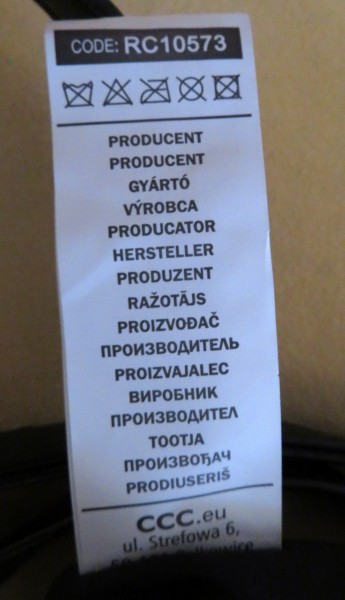 CODE: RC10573
PRODUCENT
PRODUCENT
GYÁRTÓ
VÝROBCA
PRODUCATOR
HERSTELLER
PRODUZENT
RAŽOTĀJS
PROIZVOĐAČ
ПРОИЗВОДИТЕЛЬ
PROIZVAJALEC
ВИРОБНИК
ПРОИЗВОДИТЕЛ
TOOTJA
ПРОИЗВОЂАЧ
PRODIUSERIŠ
CCC.eu
ul. Strefowa 6,